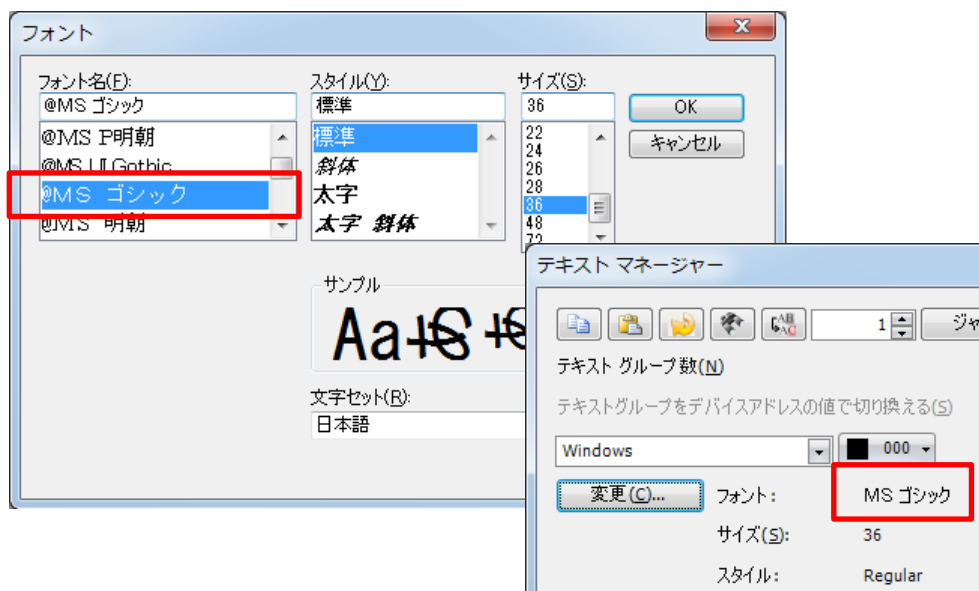 フォント
フォント名(F):
スタイル(Y):
サイズ(S):
@MS ゴシック
標準
36
OK
キャンセル
@MS P明朝
@MS UI Gothic
@MS ゴシック
@MS 明朝
標準
斜体
太字
太字 斜体
22
24
26
28
36
48
72
サンプル
Aa
文字セット(R):
日本語
テキスト マネージャー
1
テキスト グループ数(N)
テキストグループをデバイスアドレスの値で切り換える(S)
Windows
000
変更(C)...
フォント:
MS ゴシック
サイズ(S):
36
スタイル:
Regular